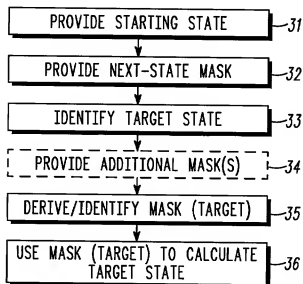 PROVIDE STARTING STATE 31
PROVIDE NEXT-STATE MASK 32
IDENTIFY TARGET STATE 33
PROVIDE ADDITIONAL MASK(S) 34
DERIVE/IDENTIFY MASK (TARGET) 35
USE MASK (TARGET) TO CALCULATE
TARGET STATE 36